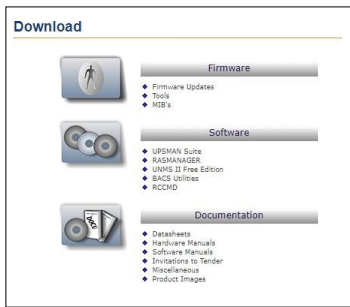 Download
Firmware
Firmware Updates
Tools
MIB's
Software
UPSMAN Suite
RASMANAGER
UNMS II Free Edition
BACS Utilities
RCCMD
DOCU
Documentation
Datasheets
Hardware Manuals
Software Manuals
Invitations to Tender
Miscellaneous
Product Images